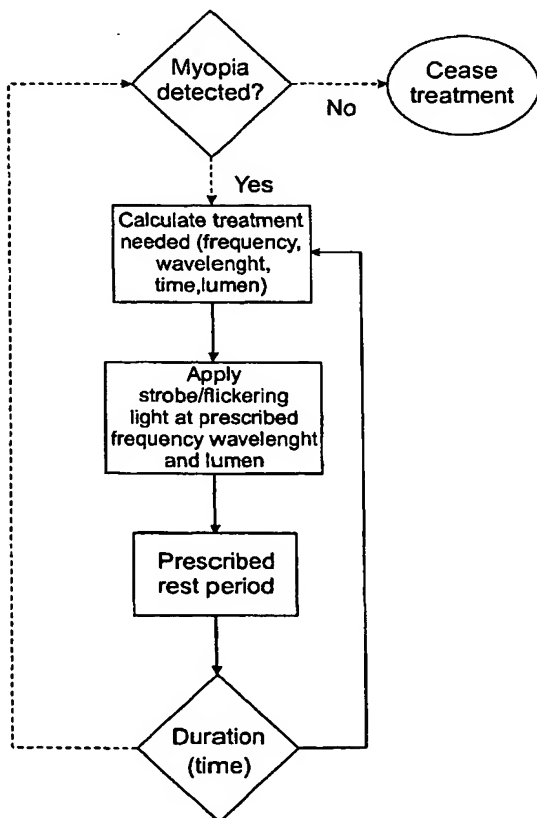 Myopia
detected?
Cease
treatment
No
Yes
Calculate treatment
needed (frequency,
wavelenght,
time,lumen)
Apply
strobe/flickering
light at prescribed
frequency wavelenght
and lumen
Prescribed
rest period
Duration
(time)